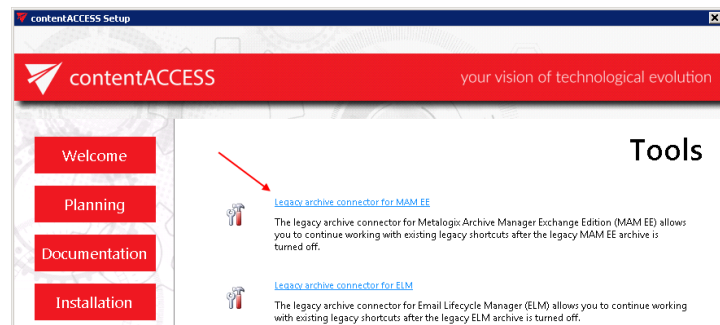 contentACCESS Setup
contentACCESS
your vision of technological evolution
Welcome
Planning
Documentation
Installation
Tools
Legacy archive connector for MAM EE
The legacy archive connector for Metalogix Archive Manager Exchange Edition (MAM EE) allows
you to continue working with existing legacy shortcuts after the legacy MAM EE archive is
turned off.
Legacy archive connector for ELM
The legacy archive connector for Email Lifecycle Manager (ELM) allows you to continue working
with existing legacy shortcuts after the legacy ELM archive is turned off.